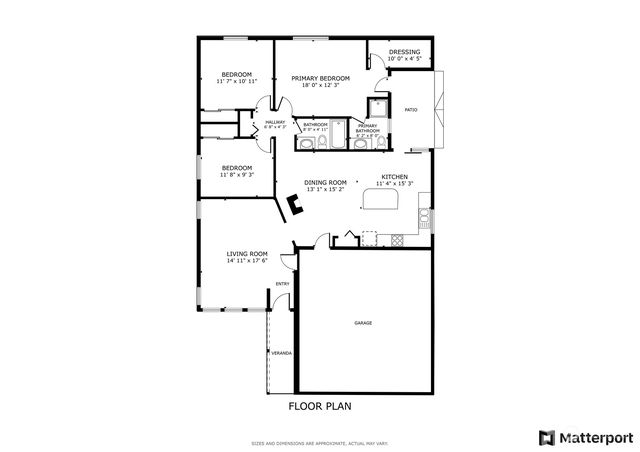 DRESSING
10' 0" x 4' 5"
BEDROOM
11' 7" x 10' 11"
PRIMARY BEDROOM
18' 0" x 12' 3"
PATIO
HALLWAY
6' 8" x 4' 3"
BATHROOM
8' 0" x 4' 11"
PRIMARY
BATHROOM
6' 2" x 8' 0"
BEDROOM
11' 8" x 9' 3"
DINING ROOM
13' 1" x 15' 2"
KITCHEN
11' 4" x 15' 3"
LIVING ROOM
14' 11" x 17' 6"
ENTRY
GARAGE
VERANDA
FLOOR PLAN
SIZES AND DIMENSIONS ARE APPROXIMATE, ACTUAL MAY VARY.
Matterport